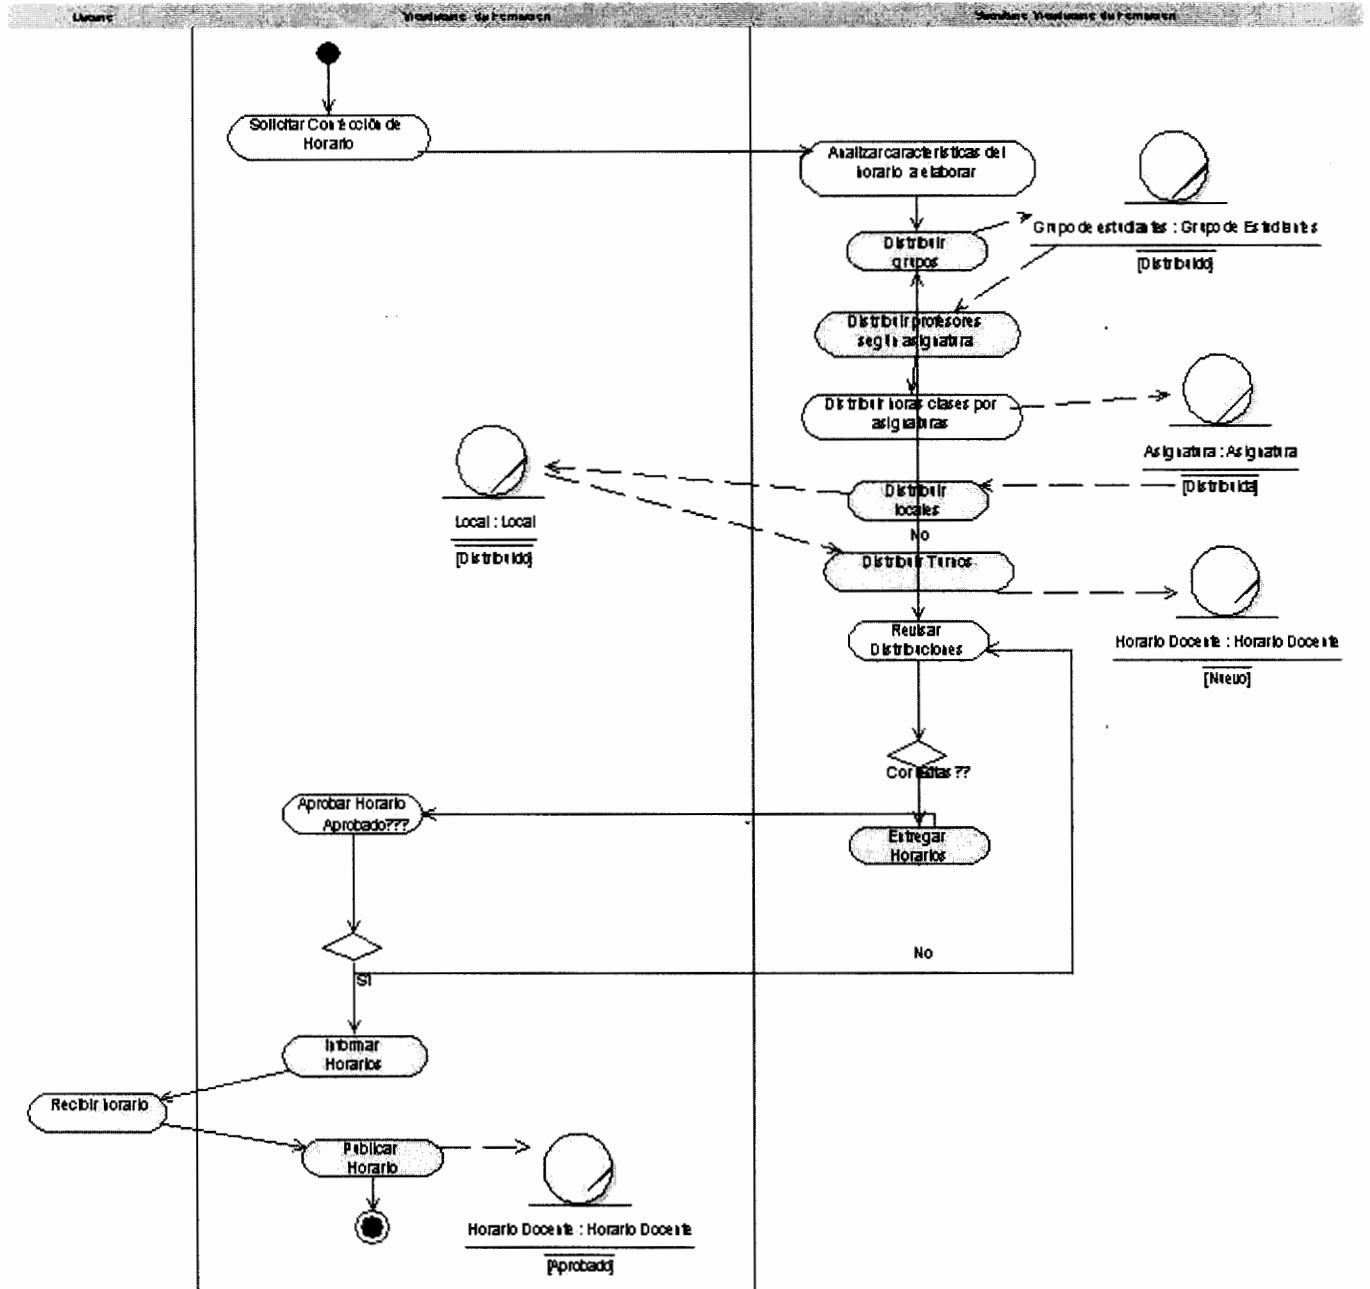 Solicitar Confección de
Horario
Analizar características del
horario a elaborar
Grupo de estudiantes : Grupo de Estudiantes
[Distribuido]
Distribuir
grupos
Distribuir profesores
según asignatura
Distribuir horas clases por
asignaturas
Asignatura : Asignatura
[Distribuida]
Distribuir
locales
Local : Local
[Distribuido]
No
Distribuir Turnos
Horario Docente : Horario Docente
[Nuevo]
Revisar
Distribuciones
Correctas??
Aprobar Horario
Aprobado???
Entregar
Horarios
No
Si
Informar
Horarios
Recibir horario
Publicar
Horario
Horario Docente : Horario Docente
[Aprobado]